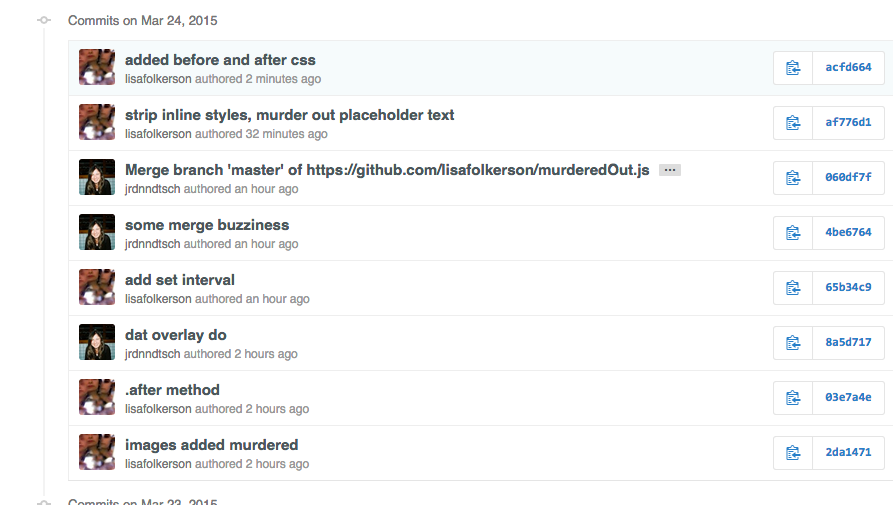 Commits on Mar 24, 2015
added before and after css
lisafolkerson authored 2 minutes ago
acfd664
strip inline styles, murder out placeholder text
lisafolkerson authored 32 minutes ago
af776d1
Merge branch 'master' of https://github.com/lisafolkerson/murderedOut.js ...
jrdnndtsch authored an hour ago
060df7f
some merge buzziness
jrdnndtsch authored an hour ago
4be6764
add set interval
lisafolkerson authored an hour ago
65b34c9
dat overlay do
jrdnndtsch authored 2 hours ago
8a5d717
.after method
lisafolkerson authored 2 hours ago
03e7a4e
images added murdered
lisafolkerson authored 2 hours ago
2da1471
Commits on Mar 23, 2015